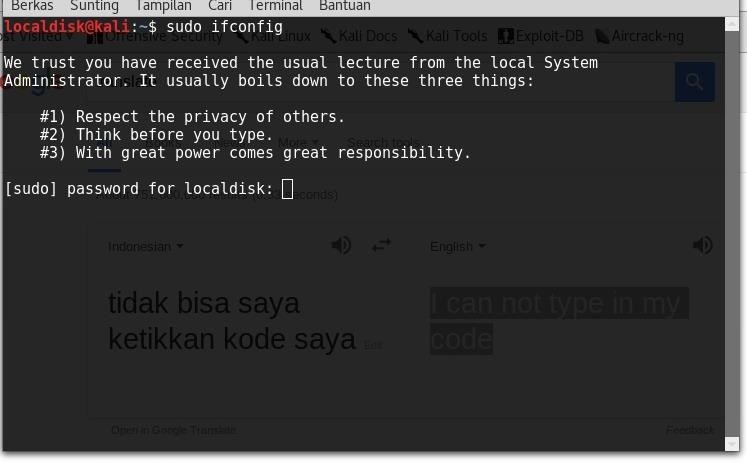 Berkas Sunting Tampilan Cari Terminal Bantuan
localdisk@kali:~$ sudo ifconfig
st Visited Offensive Security Kali Linux Kali Docs Kali Tools Exploit-DB Aircrack-ng
We trust you have received the usual lecture from the local System
Administrator. It usually boils down to these three things:
#1) Respect the privacy of others.
#2) Think before you type.
#3) With great power comes great responsibility.
More Search tools
[sudo] password for localdisk:
Indonesian English
tidak bisa saya
ketikkan kode saya Edit
I can not type in my
code
Open in Google Translate Feedback